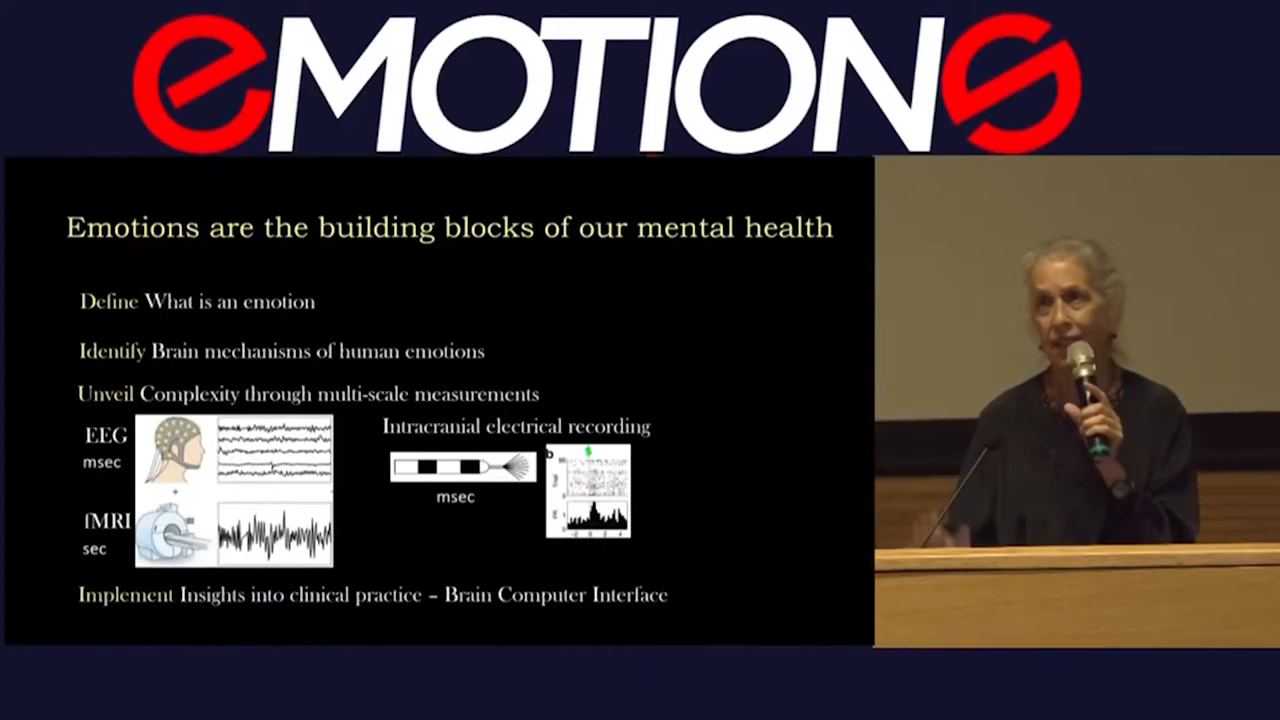 eMOTIONS
Emotions are the building blocks of our mental health
Define What is an emotion
Identify Brain mechanisms of human emotions
Unveil Complexity through multi-scale measurements
EEG
msec
+
fMRI
sec
Intracranial electrical recording
msec
b
Implement Insights into clinical practice – Brain Computer Interface